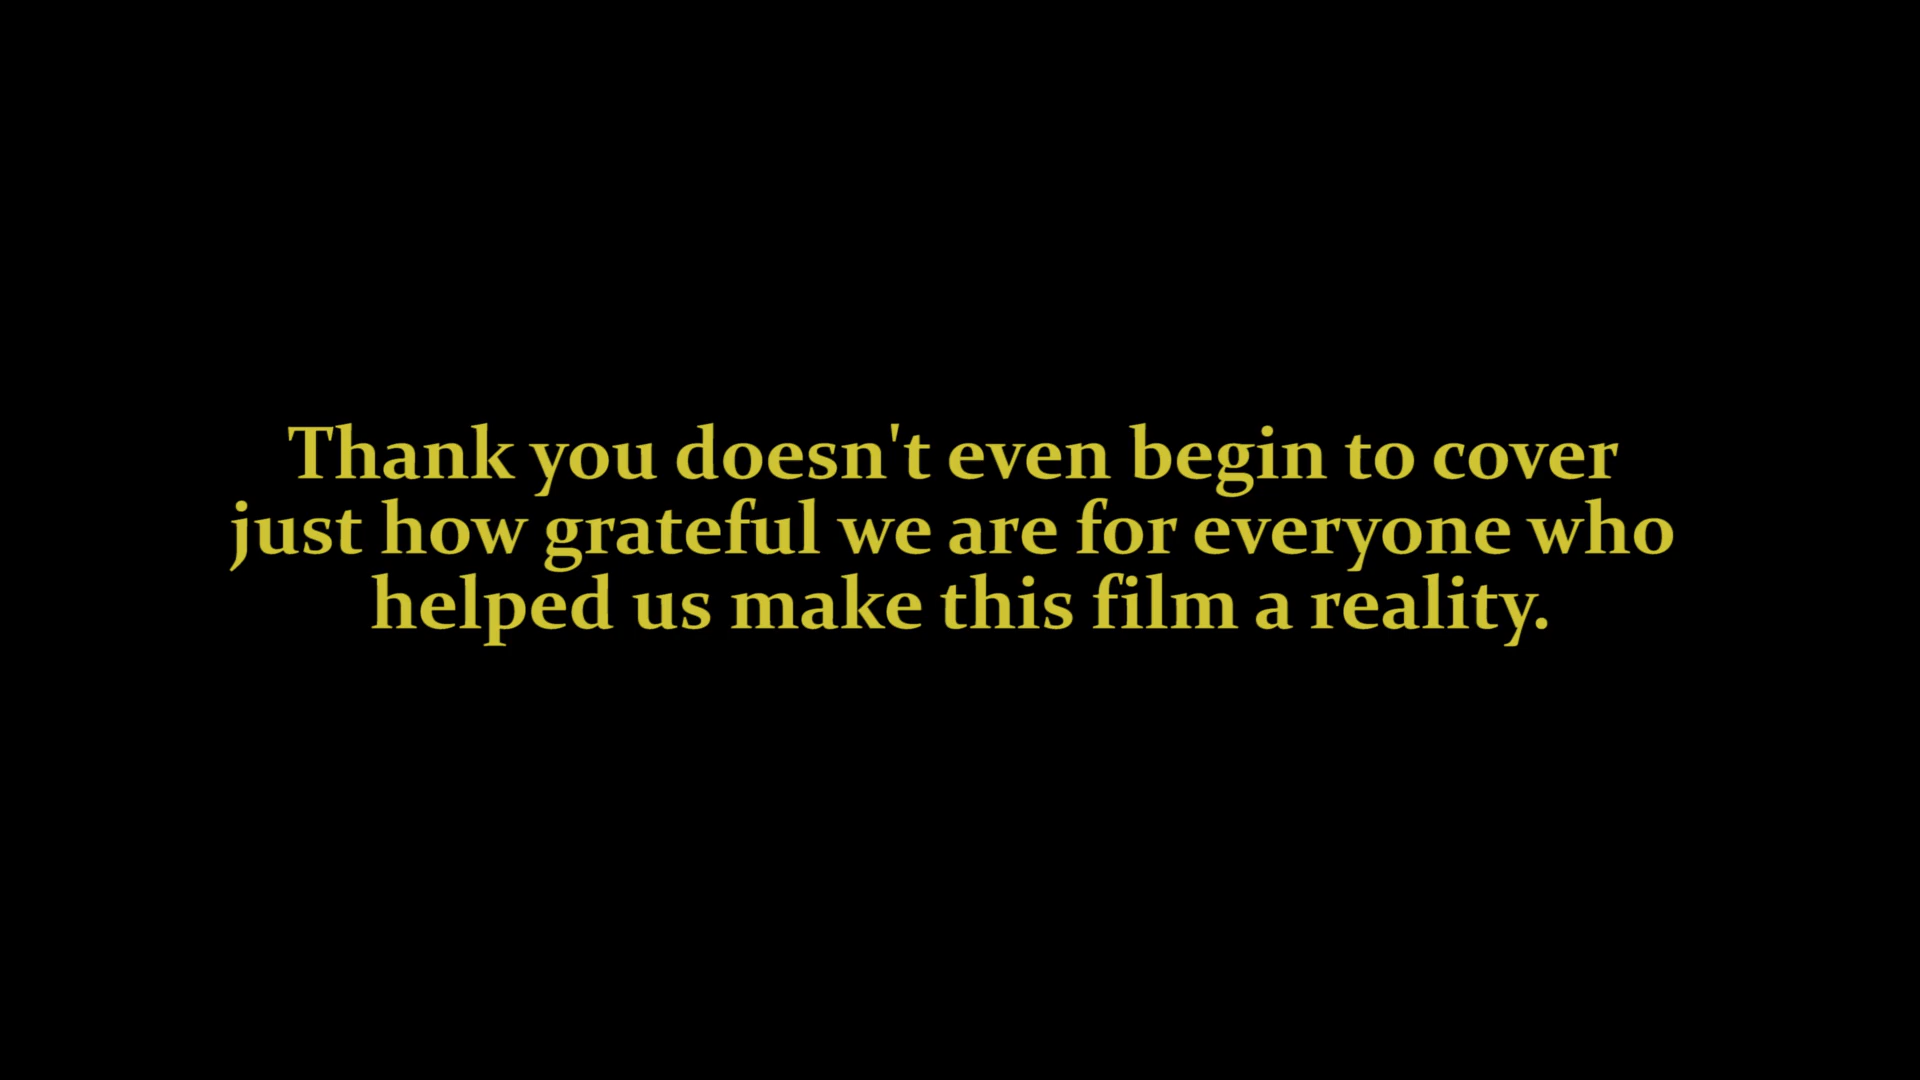 Thank you doesn't even begin to cover
just how grateful we are for everyone who
helped us make this film a reality.